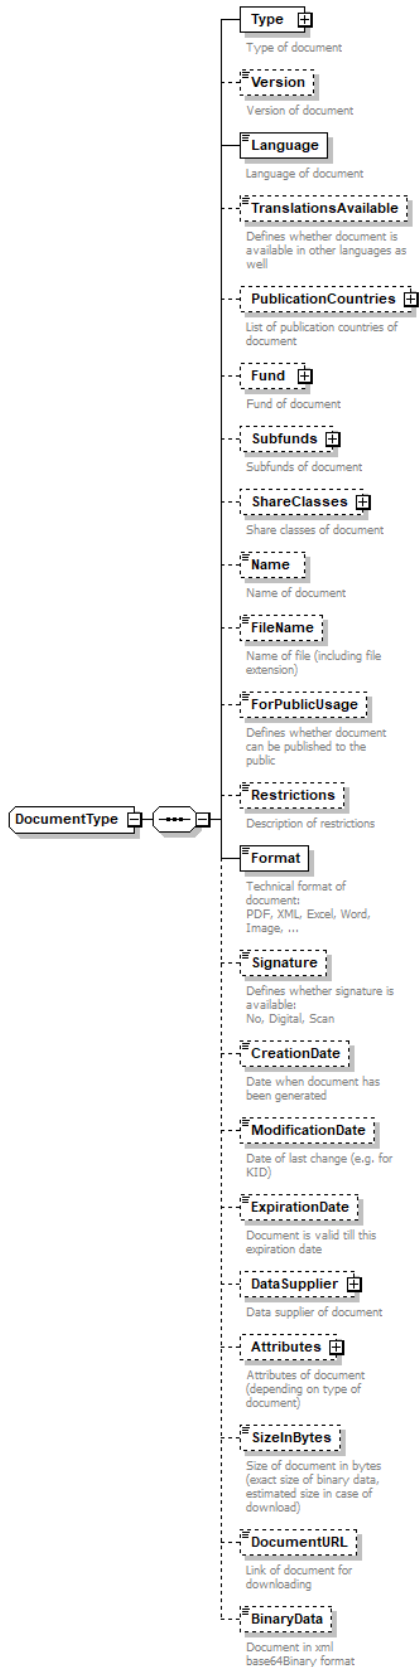 Type
Type of document
Version
Version of document
Language
Language of document
TranslationsAvailable
Defines whether document is
available in other languages as
well
PublicationCountries
List of publication countries of
document
Fund
Fund of document
Subfunds
Subfunds of document
ShareClasses
Share classes of document
Name
Name of document
FileName
Name of file (including file
extension)
ForPublicUsage
Defines whether document
can be published to the
public
Restrictions
Description of restrictions
DocumentType
Format
Technical format of
document:
PDF, XML, Excel, Word,
Image, ...
Signature
Defines whether signature is
available:
No, Digital, Scan
CreationDate
Date when document has
been generated
ModificationDate
Date of last change (e.g. for
KID)
ExpirationDate
Document is valid till this
expiration date
DataSupplier
Data supplier of document
Attributes
Attributes of document
(depending on type of
document)
SizeInBytes
Size of document in bytes
(exact size of binary data,
estimated size in case of
download)
DocumentURL
Link of document for
downloading
BinaryData
Document in xml
base64Binary format